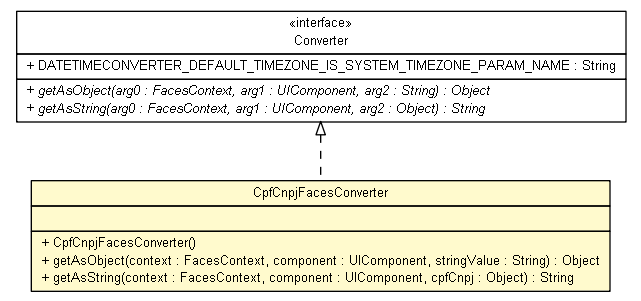 «interface»
Converter
+ DATETIMECONVERTER_DEFAULT_TIMEZONE_IS_SYSTEM_TIMEZONE_PARAM_NAME : String
+ getAsObject(arg0 : FacesContext, arg1 : UIComponent, arg2 : String) : Object
+ getAsString(arg0 : FacesContext, arg1 : UIComponent, arg2 : Object) : String
CpfCnpjFacesConverter
+ CpfCnpjFacesConverter()
+ getAsObject(context : FacesContext, component : UIComponent, stringValue : String) : Object
+ getAsString(context : FacesContext, component : UIComponent, cpfCnpj : Object) : String